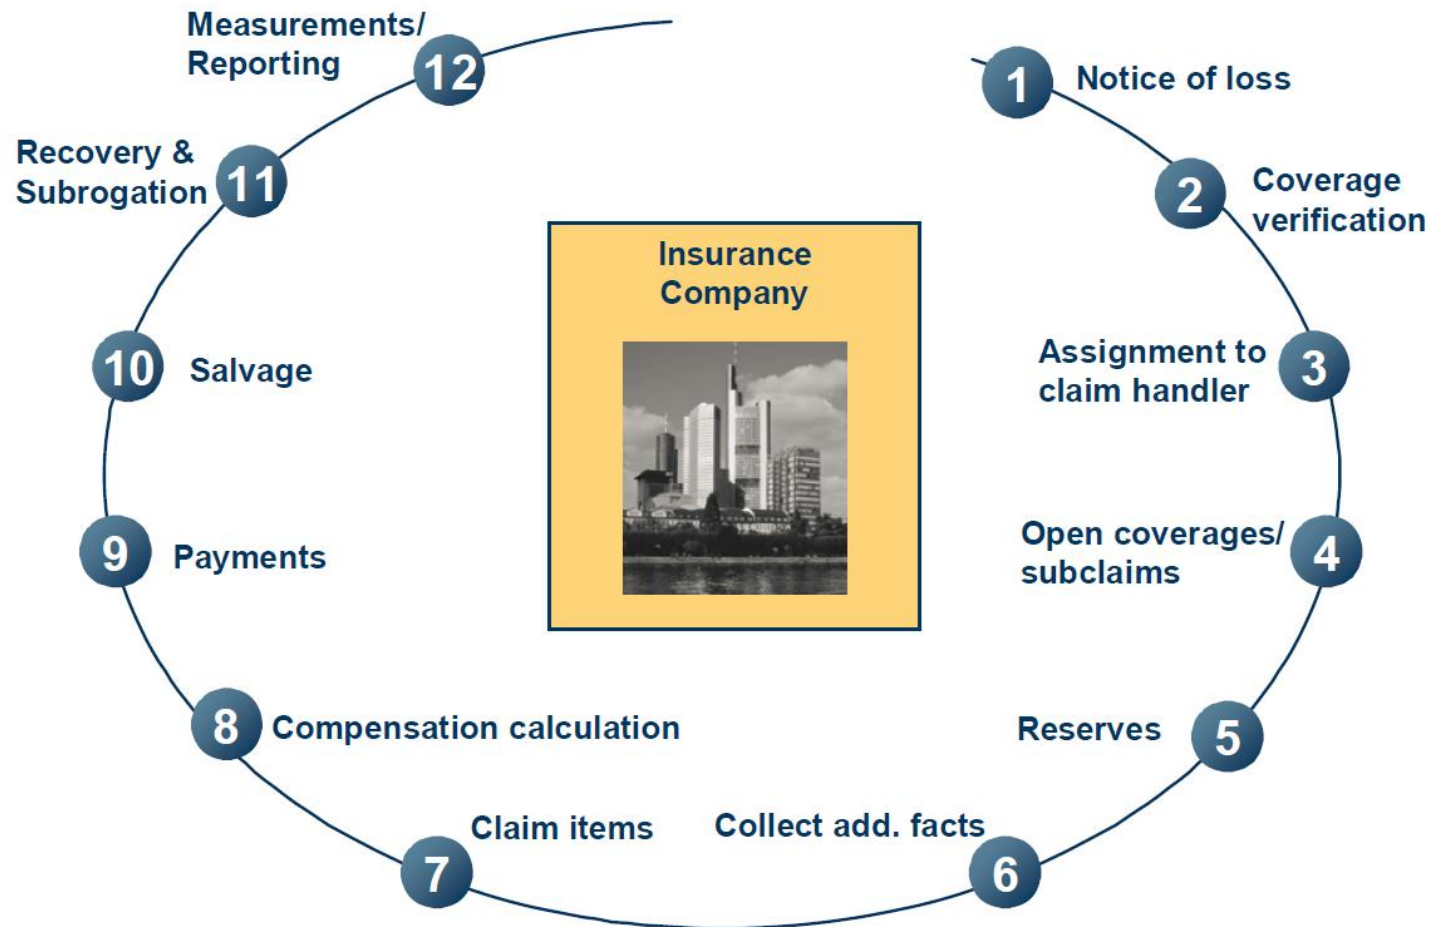 Measurements/
Reporting
12
1
Notice of loss
Recovery &
Subrogation
11
2
Coverage
verification
Insurance
Company
10
Salvage
Assignment to
claim handler
3
9
Payments
Open coverages/
subclaims
4
8
Compensation calculation
Reserves
5
Claim items
7
Collect add. facts
6